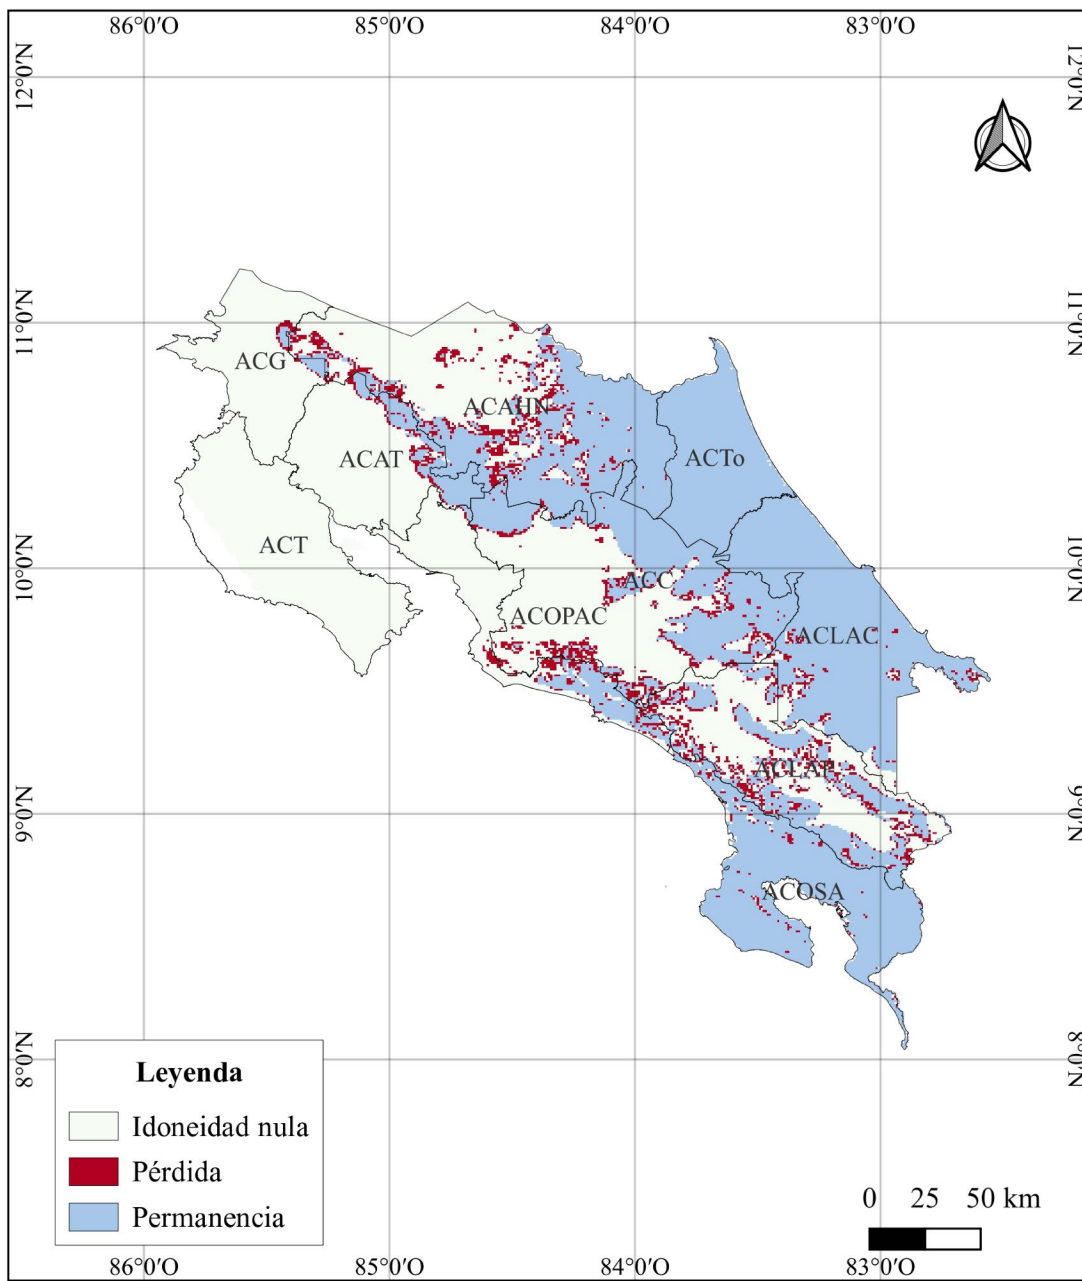 86°0′O 85°0′O 84°0′O 83°0′O
12°0′N 12°0′N
11°0′N 11°0′N
ACG
ACAHN
ACAT
ACTo
ACT
10°0′N 10°0′N
ACC
ACOPAC
ACLAC
ACLAP
9°0′N 9°0′N
ACOSA
8°0′N 8°0′N
Leyenda
Idoneidad nula
Pérdida
Permanencia
0 25 50 km
86°0′O 85°0′O 84°0′O 83°0′O